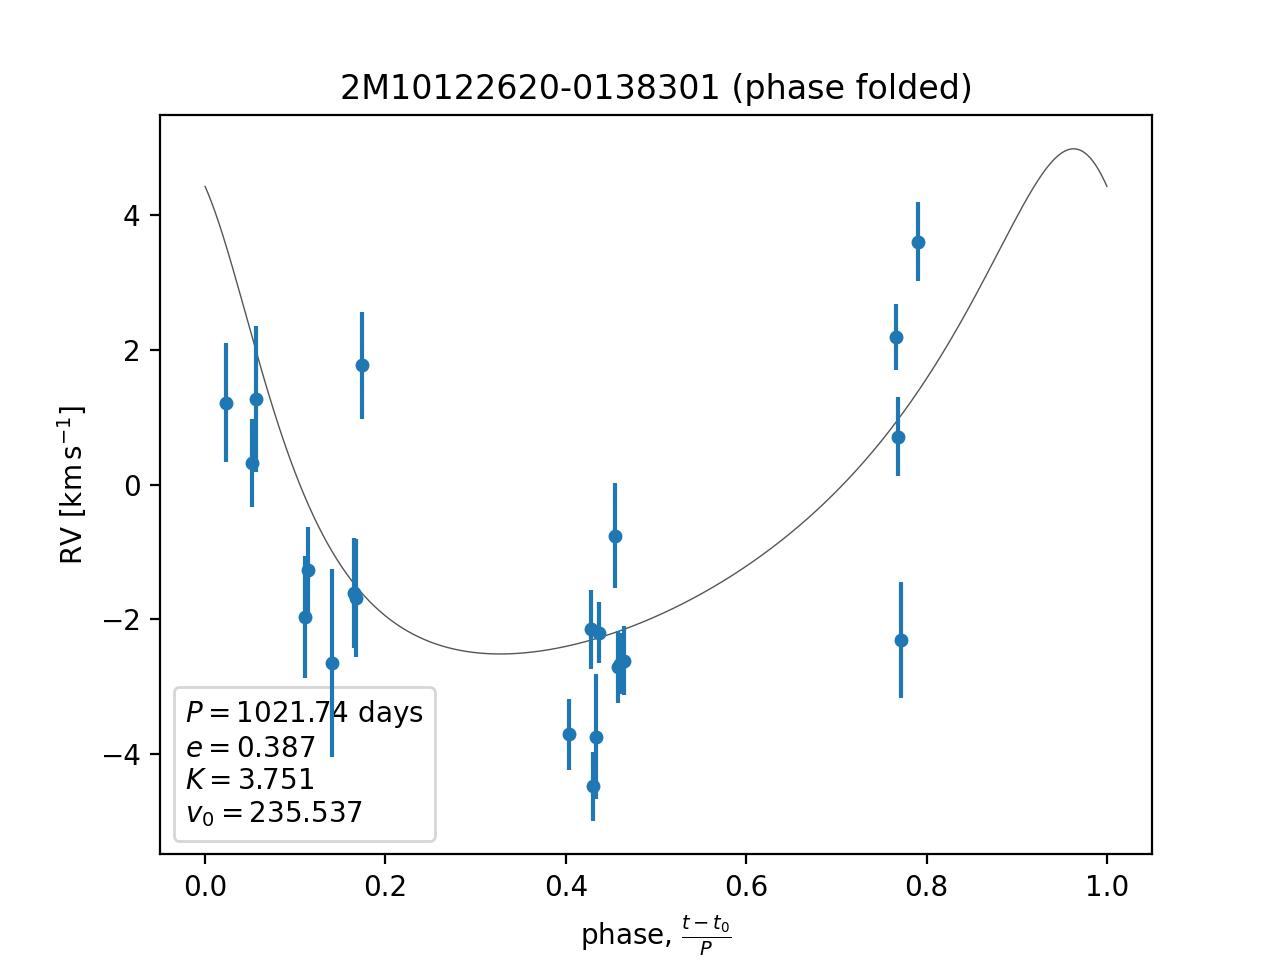 2M10122620-0138301 (phase folded)
RV [km s⁻¹]
4
2
0
−2
−4
P = 1021.74 days
e = 0.387
K = 3.751
v₀ = 235.537
0.0 0.2 0.4 0.6 0.8 1.0
phase, (t − t₀)/P